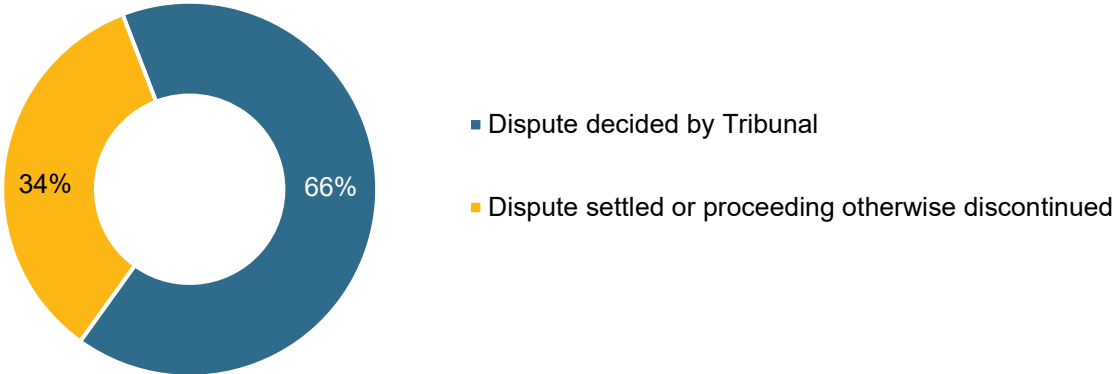 34%
66%
Dispute decided by Tribunal
Dispute settled or proceeding otherwise discontinued